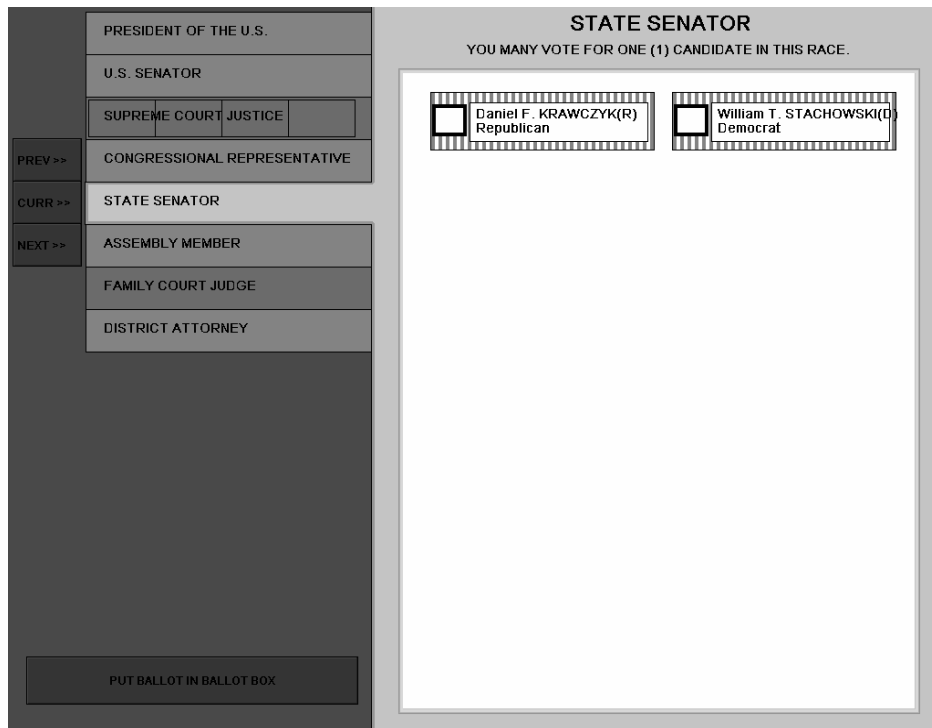 PRESIDENT OF THE U.S.
U.S. SENATOR
SUPREME COURT JUSTICE
CONGRESSIONAL REPRESENTATIVE
STATE SENATOR
ASSEMBLY MEMBER
FAMILY COURT JUDGE
DISTRICT ATTORNEY
PREV >>
CURR >>
NEXT >>
PUT BALLOT IN BALLOT BOX
STATE SENATOR
YOU MANY VOTE FOR ONE (1) CANDIDATE IN THIS RACE.
Daniel F. KRAWCZYK(R)
Republican
William T. STACHOWSKI(D)
Democrat